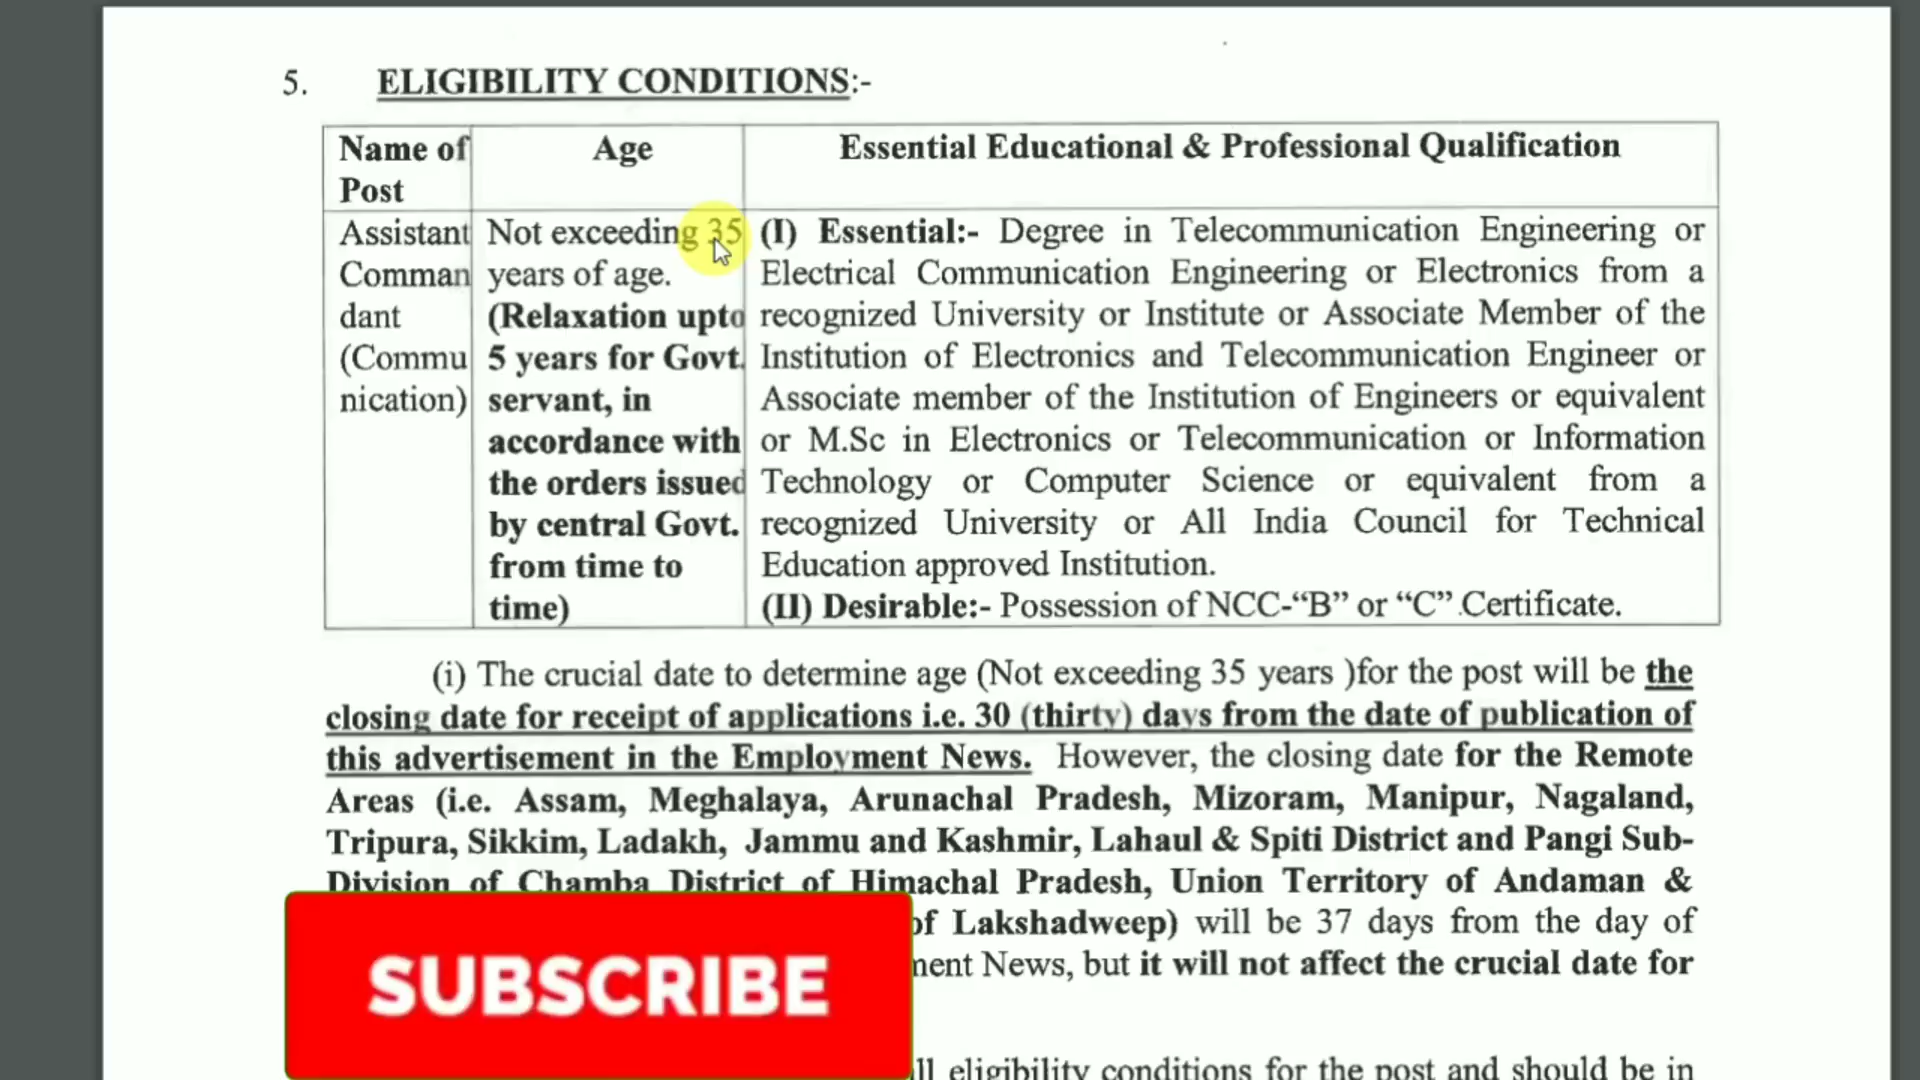 5. ELIGIBILITY CONDITIONS:-
Name of Post
Age
Essential Educational & Professional Qualification
Assistant
Comman
dant
(Commu
nication)
Not exceeding 35
years of age.
(Relaxation upto
5 years for Govt.
servant, in
accordance with
the orders issued
by central Govt.
from time to
time)
(I) Essential:- Degree in Telecommunication Engineering or
Electrical Communication Engineering or Electronics from a
recognized University or Institute or Associate Member of the
Institution of Electronics and Telecommunication Engineer or
Associate member of the Institution of Engineers or equivalent
or M.Sc in Electronics or Telecommunication or Information
Technology or Computer Science or equivalent from a
recognized University or All India Council for Technical
Education approved Institution.
(II) Desirable:- Possession of NCC-“B” or “C” Certificate.
(i) The crucial date to determine age (Not exceeding 35 years )for the post will be the
closing date for receipt of applications i.e. 30 (thirty) days from the date of publication of
this advertisement in the Employment News. However, the closing date for the Remote
Areas (i.e. Assam, Meghalaya, Arunachal Pradesh, Mizoram, Manipur, Nagaland,
Tripura, Sikkim, Ladakh, Jammu and Kashmir, Lahaul & Spiti District and Pangi Sub-
Division of Chamba District of Himachal Pradesh, Union Territory of Andaman &
of Lakshadweep) will be 37 days from the day of
News, but it will not affect the crucial date for
SUBSCRIBE
eligibility conditions for the post and should be in